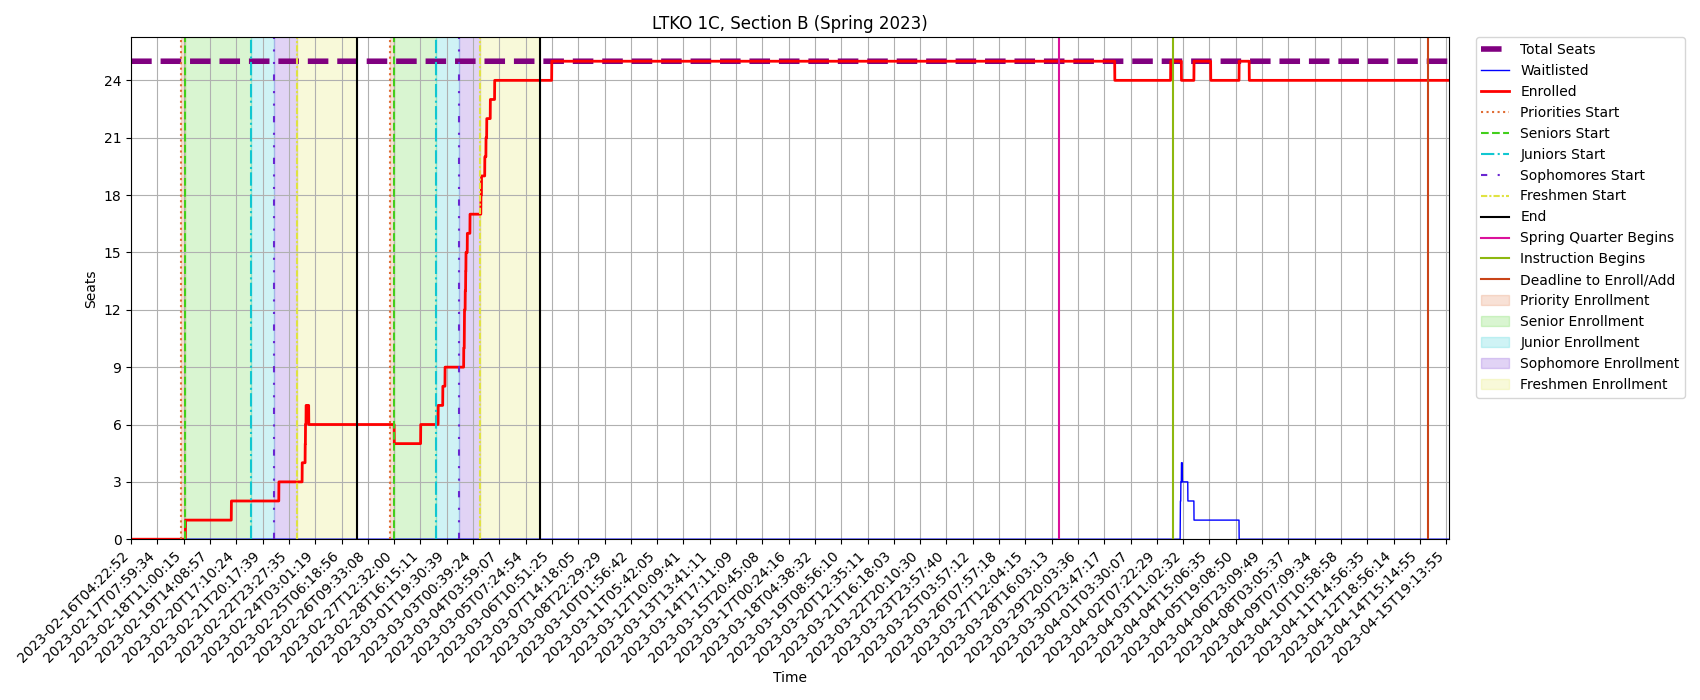 LTKO 1C, Section B (Spring 2023)
Seats
24
21
18
15
12
9
6
3
0
2023-02-16T04:22:52
2023-02-17T07:59:34
2023-02-18T11:00:15
2023-02-19T14:08:57
2023-02-20T17:10:24
2023-02-21T20:17:39
2023-02-22T23:27:35
2023-02-24T03:01:19
2023-02-25T06:18:56
2023-02-26T09:33:08
2023-02-27T12:32:00
2023-02-28T16:15:11
2023-03-01T19:30:39
2023-03-03T00:39:24
2023-03-04T03:59:07
2023-03-05T07:24:54
2023-03-06T10:51:25
2023-03-07T14:18:05
2023-03-08T22:29:29
2023-03-10T01:56:42
2023-03-11T05:42:05
2023-03-12T10:09:41
2023-03-13T13:41:11
2023-03-14T17:11:09
2023-03-15T20:45:08
2023-03-17T00:24:16
2023-03-18T04:38:32
2023-03-19T08:56:10
2023-03-20T12:35:11
2023-03-21T16:18:03
2023-03-22T20:10:30
2023-03-23T23:57:40
2023-03-25T03:57:12
2023-03-26T07:57:18
2023-03-27T12:04:15
2023-03-28T16:03:13
2023-03-29T20:03:36
2023-03-30T23:47:17
2023-04-01T03:30:07
2023-04-02T07:22:29
2023-04-03T11:02:32
2023-04-04T15:06:35
2023-04-05T19:08:50
2023-04-06T23:09:49
2023-04-08T03:05:37
2023-04-09T07:09:34
2023-04-10T10:58:58
2023-04-11T14:56:35
2023-04-12T18:56:14
2023-04-14T15:14:55
2023-04-15T19:13:55
Time
Total Seats
Waitlisted
Enrolled
Priorities Start
Seniors Start
Juniors Start
Sophomores Start
Freshmen Start
End
Spring Quarter Begins
Instruction Begins
Deadline to Enroll/Add
Priority Enrollment
Senior Enrollment
Junior Enrollment
Sophomore Enrollment
Freshmen Enrollment